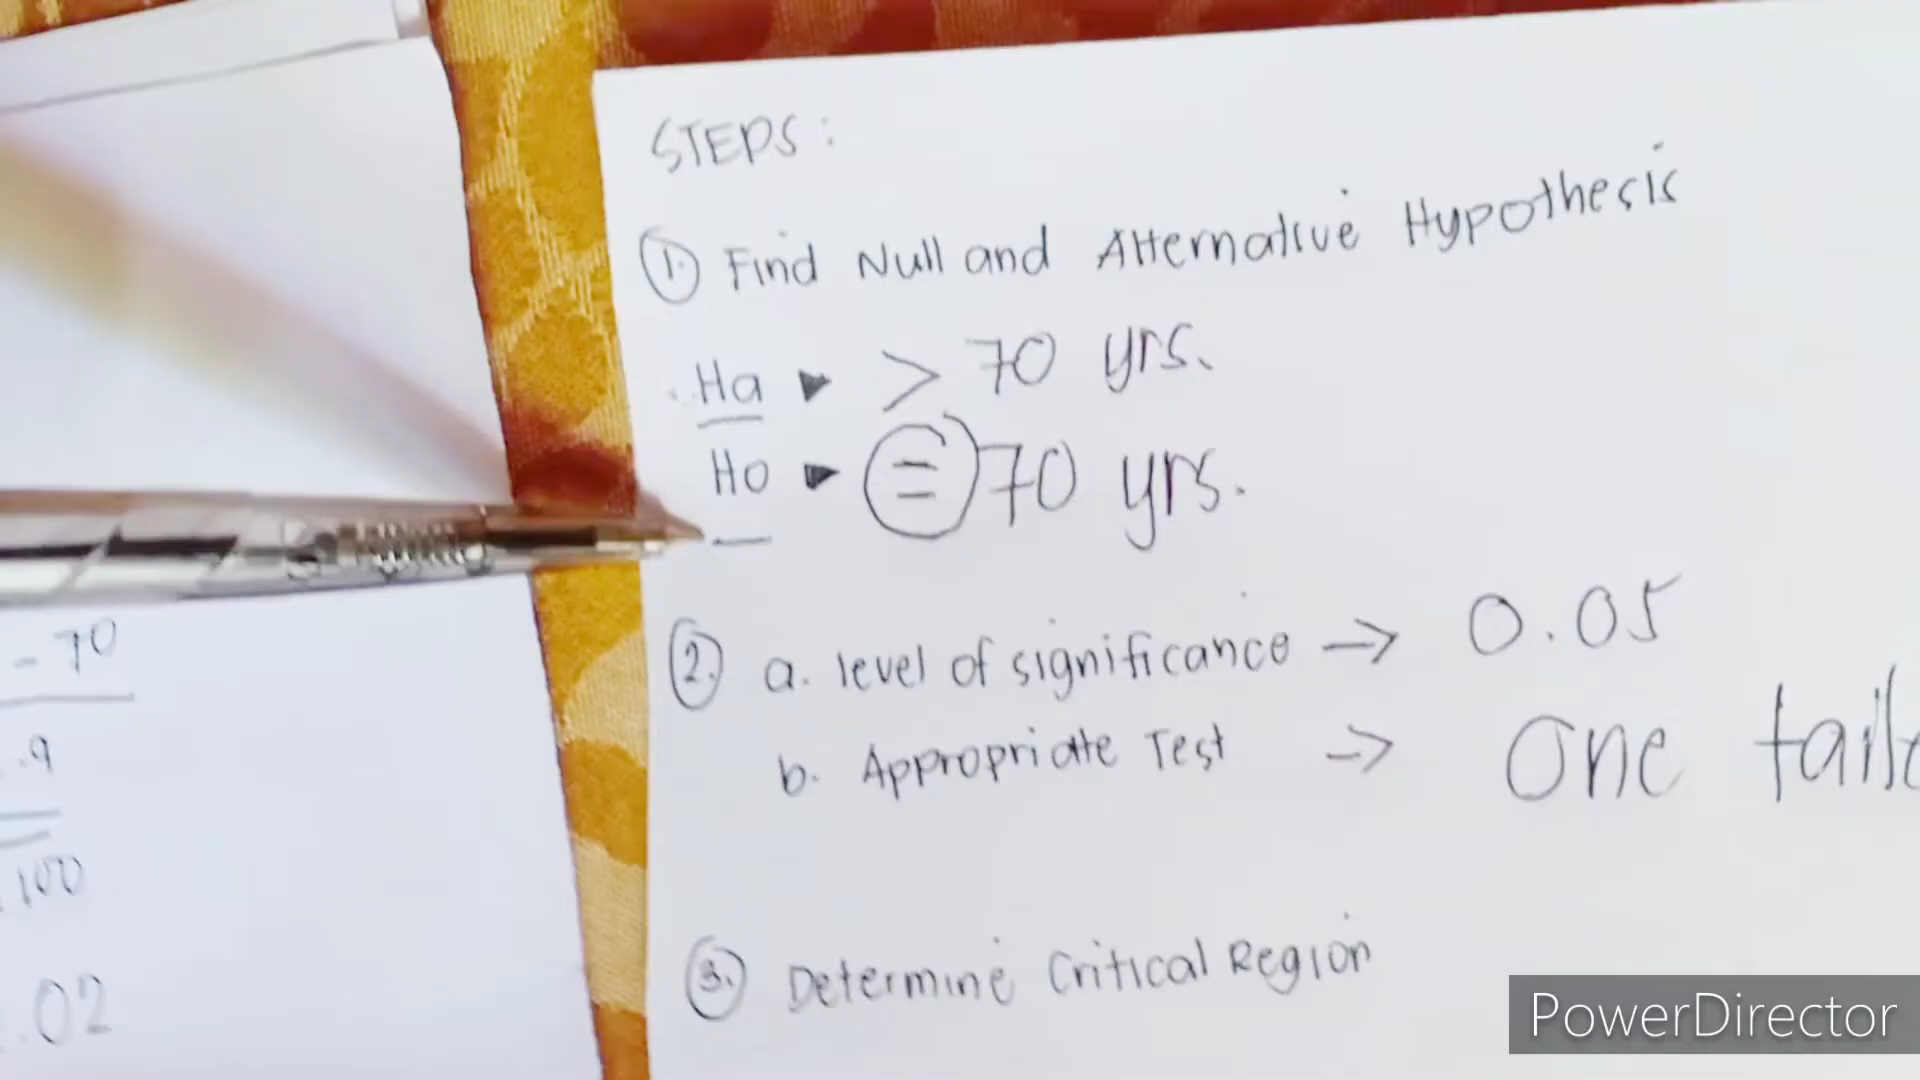 STEPS:
1. Find Null and Alternative Hypothesis
Ha ► > 70 yrs.
Ho ► = 70 yrs.
2. a. level of significance → 0.05
b. Appropriate Test → One taile
3. Determine Critical Region
- 70
.9
100
.02
PowerDirector